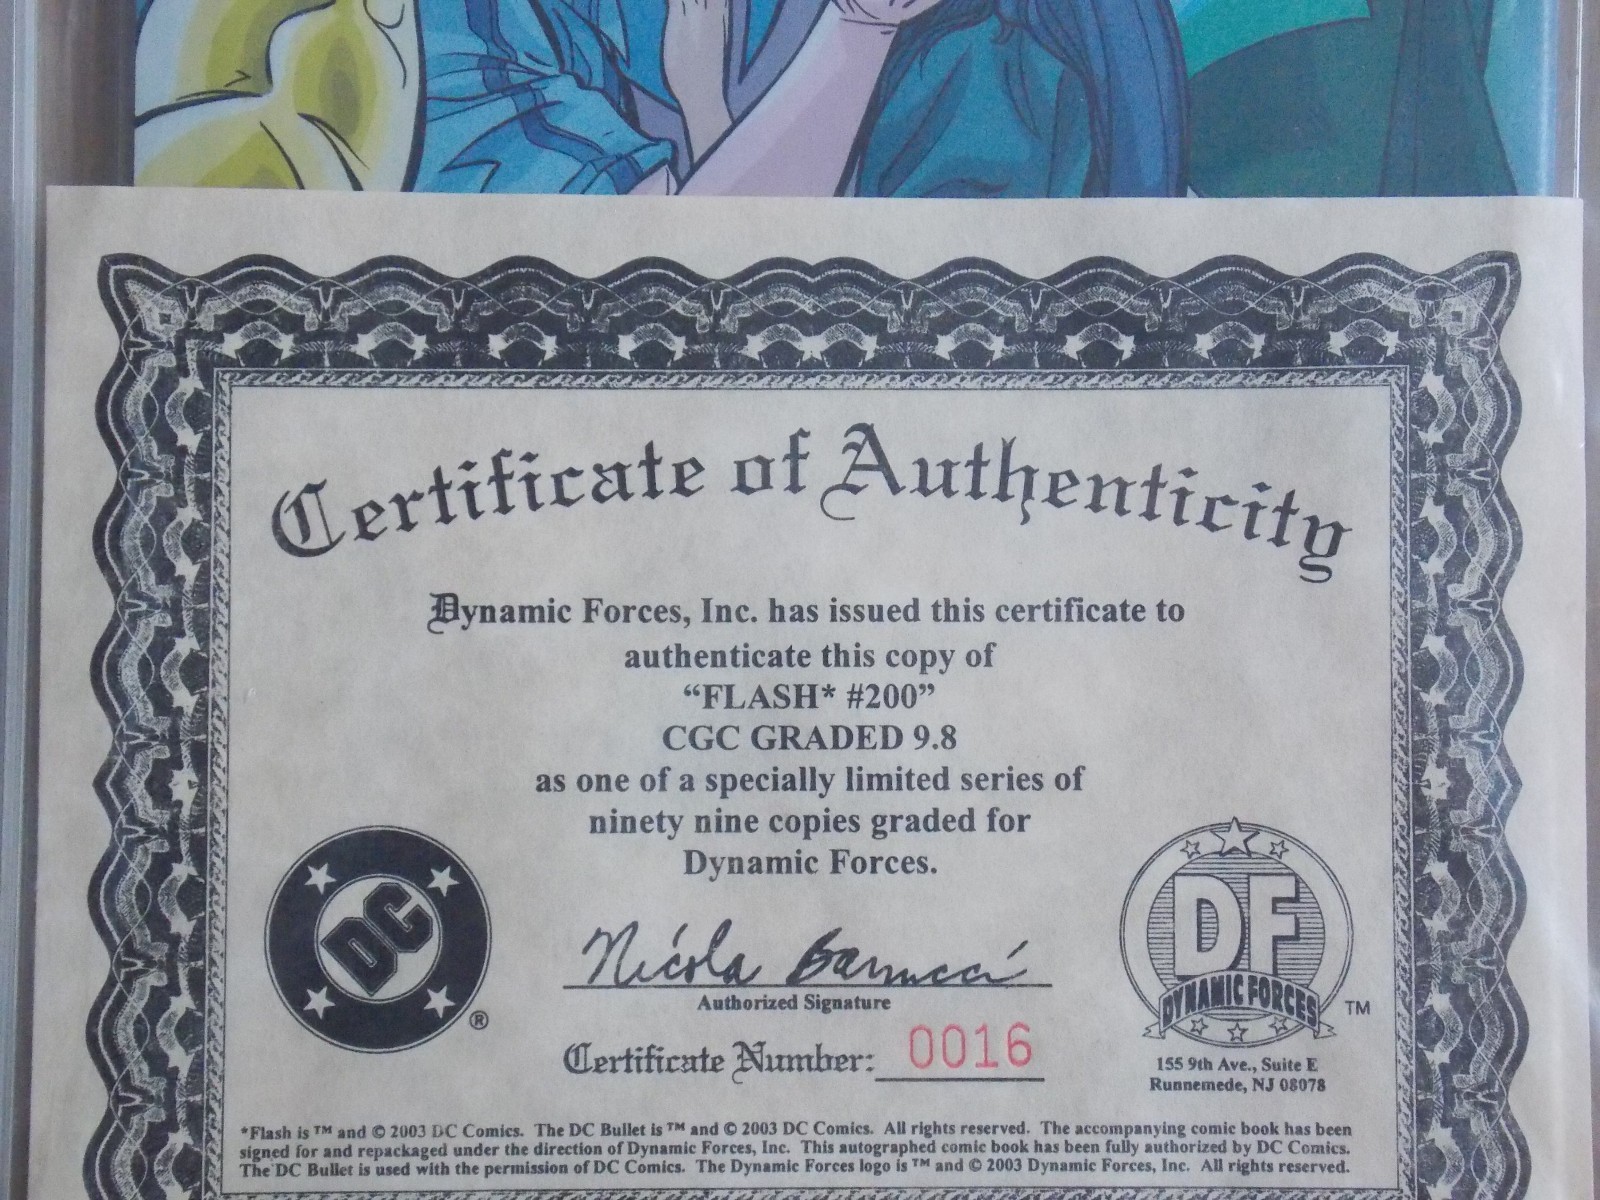 Certificate of Authenticity
Dynamic Forces, Inc. has issued this certificate to
authenticate this copy of
“FLASH* #200”
CGC GRADED 9.8
as one of a specially limited series of
ninety nine copies graded for
Dynamic Forces.
DC
®
Nicola Barrucci
Authorized Signature
Certificate Number: 0016
DF
DYNAMIC FORCES
TM
155 9th Ave., Suite E
Runnemede, NJ 08078
*Flash is ™ and © 2003 DC Comics. The DC Bullet is ™ and © 2003 DC Comics. All rights reserved. The accompanying comic book has been
signed for and repackaged under the direction of Dynamic Forces, Inc. This autographed comic book has been fully authorized by DC Comics.
The DC Bullet is used with the permission of DC Comics. The Dynamic Forces logo is ™ and © 2003 Dynamic Forces, Inc. All rights reserved.